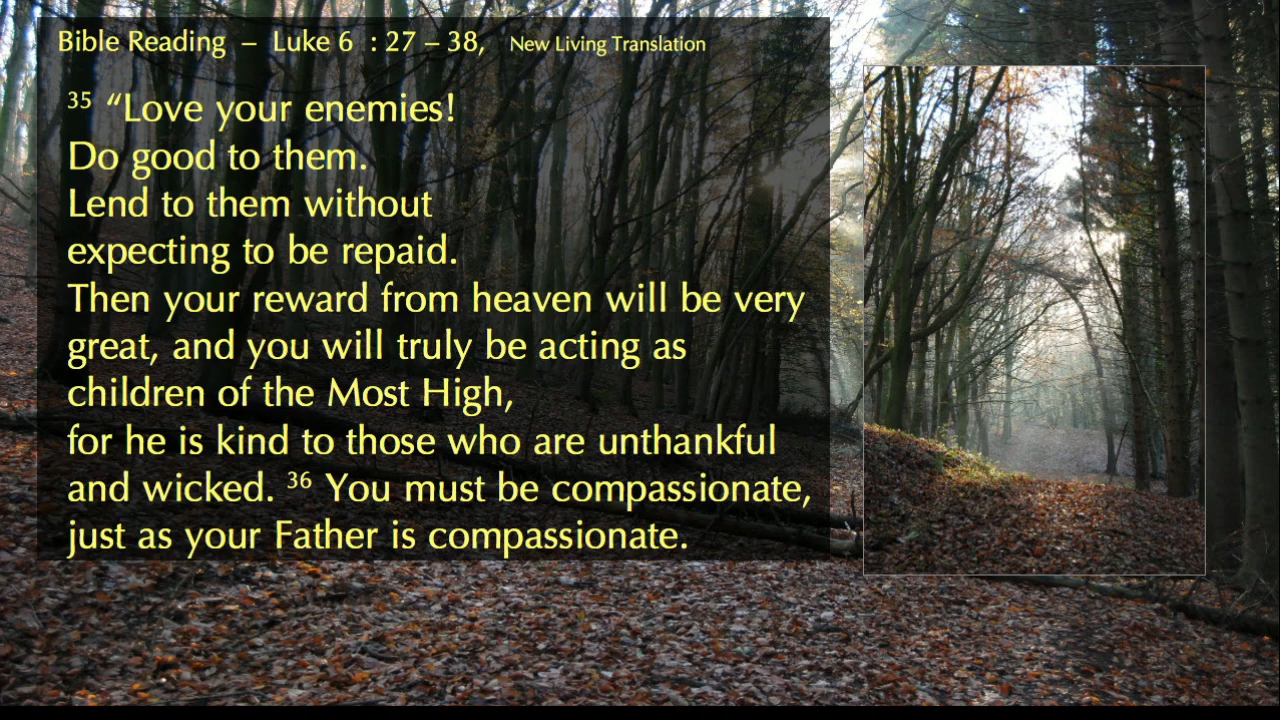 Bible Reading – Luke 6 : 27 – 38, New Living Translation
35 “Love your enemies!
Do good to them.
Lend to them without
expecting to be repaid.
Then your reward from heaven will be very
great, and you will truly be acting as
children of the Most High,
for he is kind to those who are unthankful
and wicked. 36 You must be compassionate,
just as your Father is compassionate.